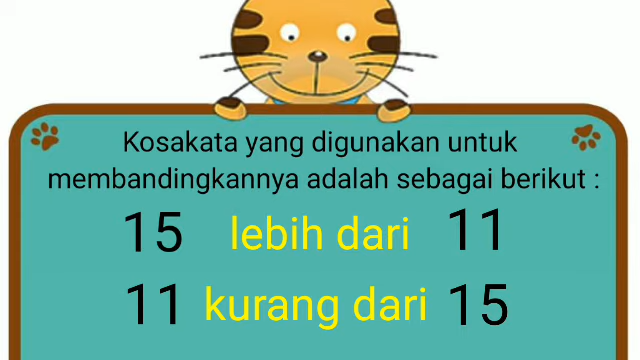 Kosakata yang digunakan untuk
membandingkannya adalah sebagai berikut :
15 lebih dari 11
11 kurang dari 15